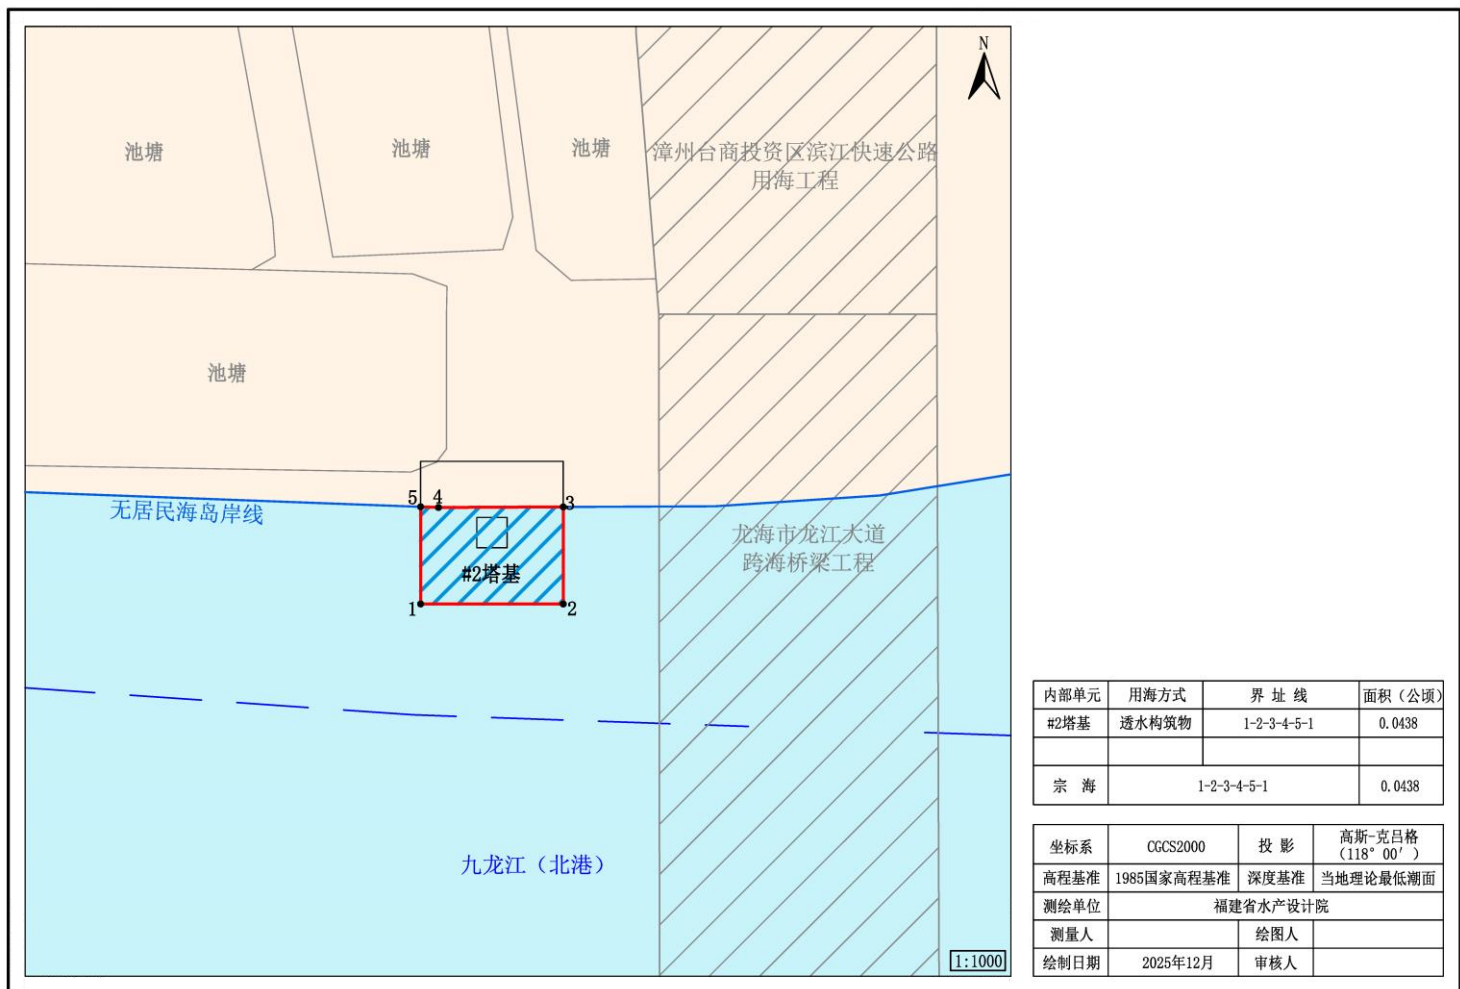 N
池塘
池塘
池塘
漳州台商投资区滨江快速公路
用海工程
池塘
5
4
3
无居民海岛岸线
龙海市龙江大道
跨海桥梁工程
#2塔基
1
2
九龙江（北港）
1:1000
内部单元 用海方式 界 址 线 面积（公顷）
#2塔基 透水构筑物 1-2-3-4-5-1 0.0438
宗 海 1-2-3-4-5-1 0.0438
坐标系 CGCS2000 投 影 高斯-克吕格
（118° 00′ ）
高程基准 1985国家高程基准 深度基准 当地理论最低潮面
测绘单位 福建省水产设计院
测量人 绘图人
绘制日期 2025年12月 审核人